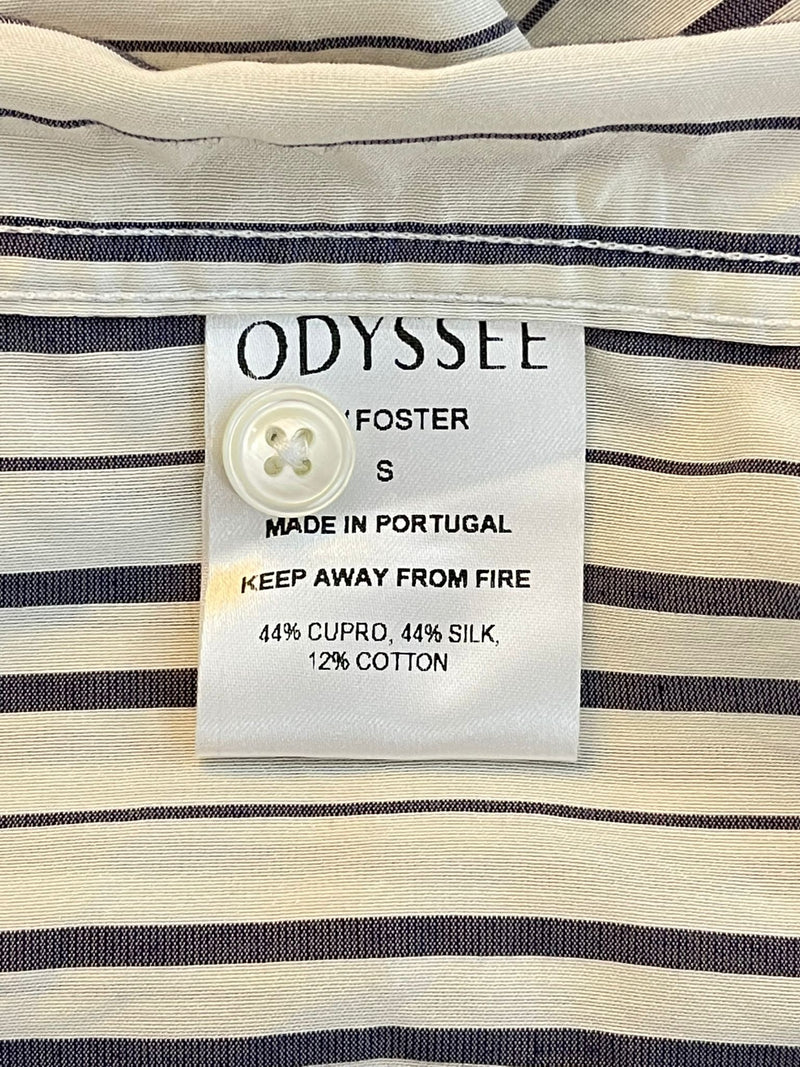 ODYSSEE
FOSTER
S
MADE IN PORTUGAL
KEEP AWAY FROM FIRE
44% CUPRO, 44% SILK,
12% COTTON